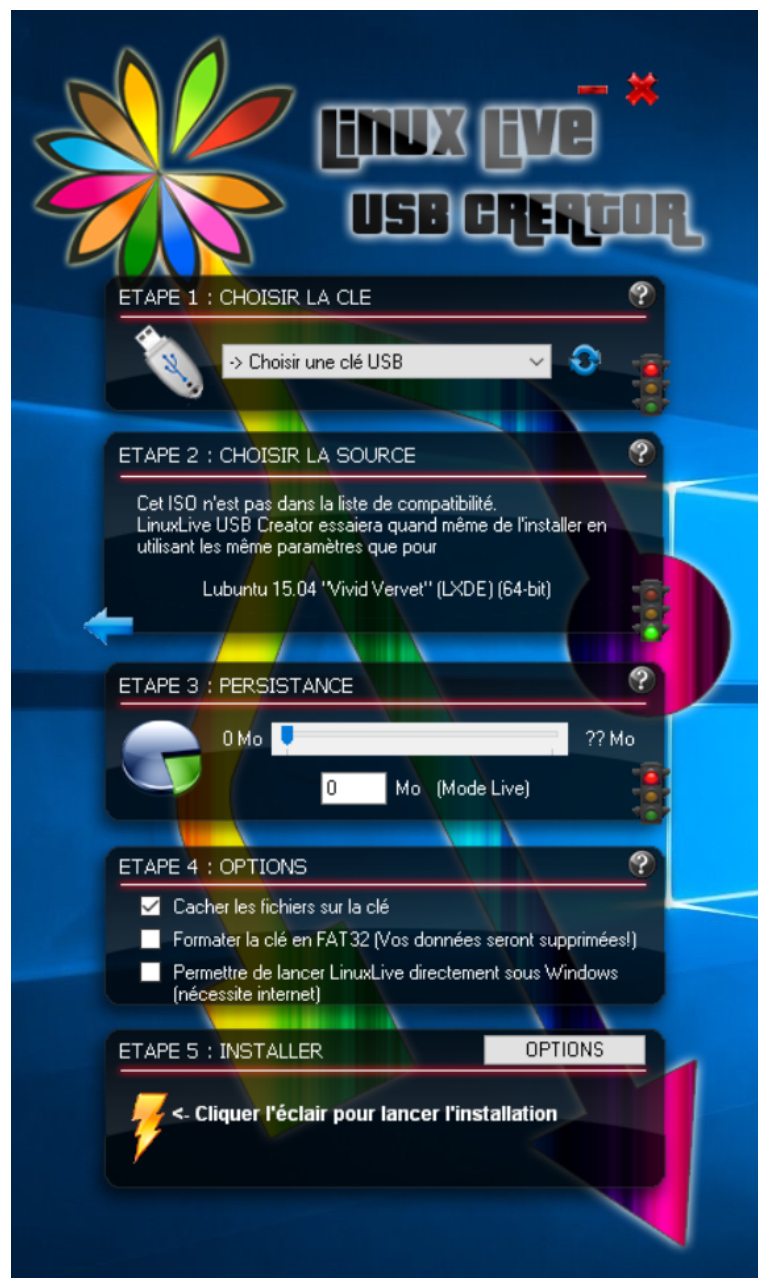 Linux Live
USB CREATOR
ETAPE 1 : CHOISIR LA CLE
?
-> Choisir une clé USB
ETAPE 2 : CHOISIR LA SOURCE
?
Cet ISO n'est pas dans la liste de compatibilité.
LinuxLive USB Creator essaiera quand même de l'installer en
utilisant les même paramètres que pour
Lubuntu 15.04 "Vivid Vervet" (LXDE) (64-bit)
ETAPE 3 : PERSISTANCE
?
0 Mo ?? Mo
0 Mo (Mode Live)
ETAPE 4 : OPTIONS
?
Cacher les fichiers sur la clé
Formater la clé en FAT32 (Vos données seront supprimées!)
Permettre de lancer LinuxLive directement sous Windows
(nécessite internet)
ETAPE 5 : INSTALLER OPTIONS
<- Cliquer l'éclair pour lancer l'installation